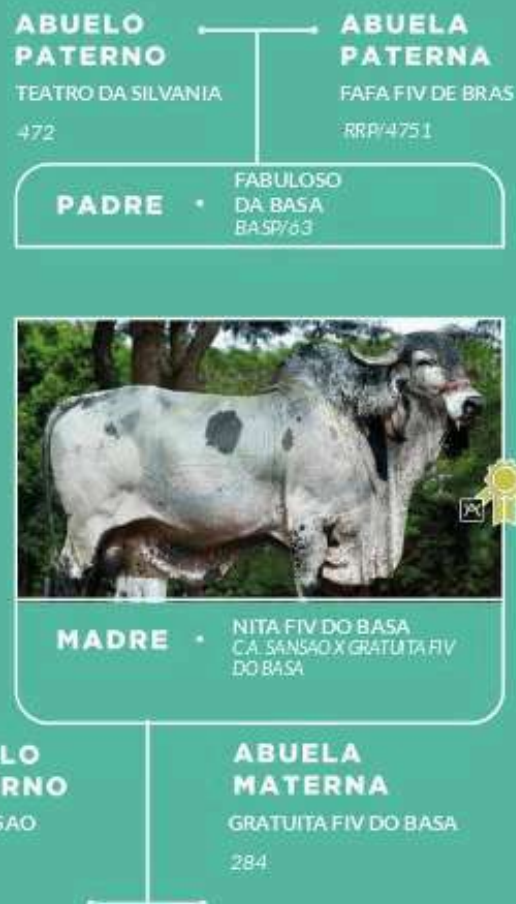 ABUELO
PATERNO
TEATRO DA SILVANIA
472
ABUELA
PATERNA
FAFA FIV DE BRAS
RRP/4751
PADRE •
FABULOSO
DA BASA
BASP/63
MADRE •
NITA FIV DO BASA
C.A. SANSAO X GRATUITA FIV
DO BASA
LO
RNO
SAO
ABUELA
MATERNA
GRATUITA FIV DO BASA
284